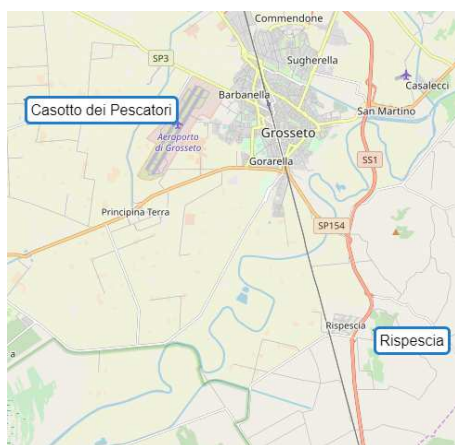 Commendone
SP3
Sugherella
Casalecci
Barbanella
Casotto dei Pescatori
San Martino
Aeroporto
di Grosseto
Grosseto
Gorarella
SS1
Principina Terra
SP154
Rispescia
Rispescia
a